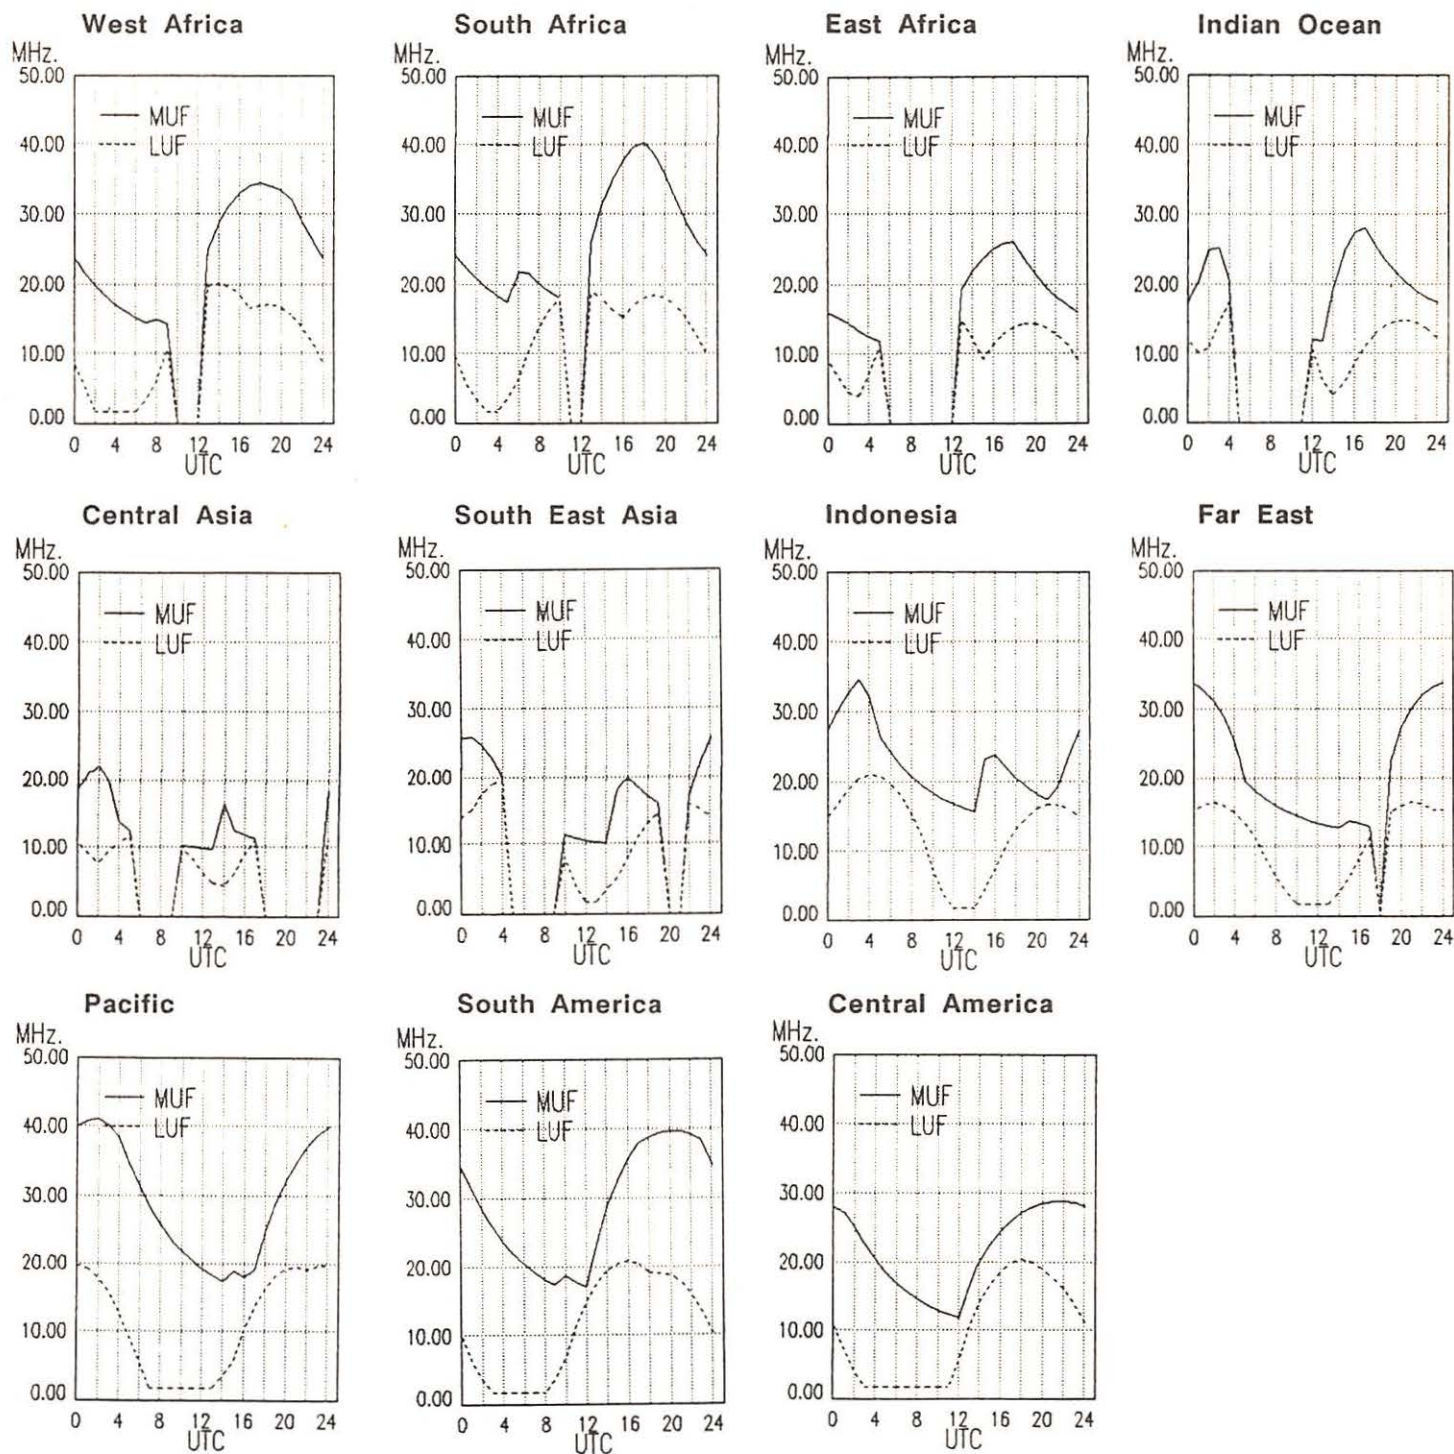 West Africa
MHz.
50.00
40.00
30.00
20.00
10.00
0.00
MUF
LUF
0 4 8 12 16 20 24
UTC
South Africa
MHz.
50.00
40.00
30.00
20.00
10.00
0.00
MUF
LUF
0 4 8 12 16 20 24
UTC
East Africa
MHz.
50.00
40.00
30.00
20.00
10.00
0.00
MUF
LUF
0 4 8 12 16 20 24
UTC
Indian Ocean
MHz.
50.00
40.00
30.00
20.00
10.00
0.00
MUF
LUF
0 4 8 12 16 20 24
UTC
Central Asia
MHz.
50.00
40.00
30.00
20.00
10.00
0.00
MUF
LUF
0 4 8 12 16 20 24
UTC
South East Asia
MHz.
50.00
40.00
30.00
20.00
10.00
0.00
MUF
LUF
0 4 8 12 16 20 24
UTC
Indonesia
MHz.
50.00
40.00
30.00
20.00
10.00
0.00
MUF
LUF
0 4 8 12 16 20 24
UTC
Far East
MHz.
50.00
40.00
30.00
20.00
10.00
0.00
MUF
LUF
0 4 8 12 16 20 24
UTC
Pacific
MHz.
50.00
40.00
30.00
20.00
10.00
0.00
MUF
LUF
0 4 8 12 16 20 24
UTC
South America
MHz.
50.00
40.00
30.00
20.00
10.00
0.00
MUF
LUF
0 4 8 12 16 20 24
UTC
Central America
MHz.
50.00
40.00
30.00
20.00
10.00
0.00
MUF
LUF
0 4 8 12 16 20 24
UTC